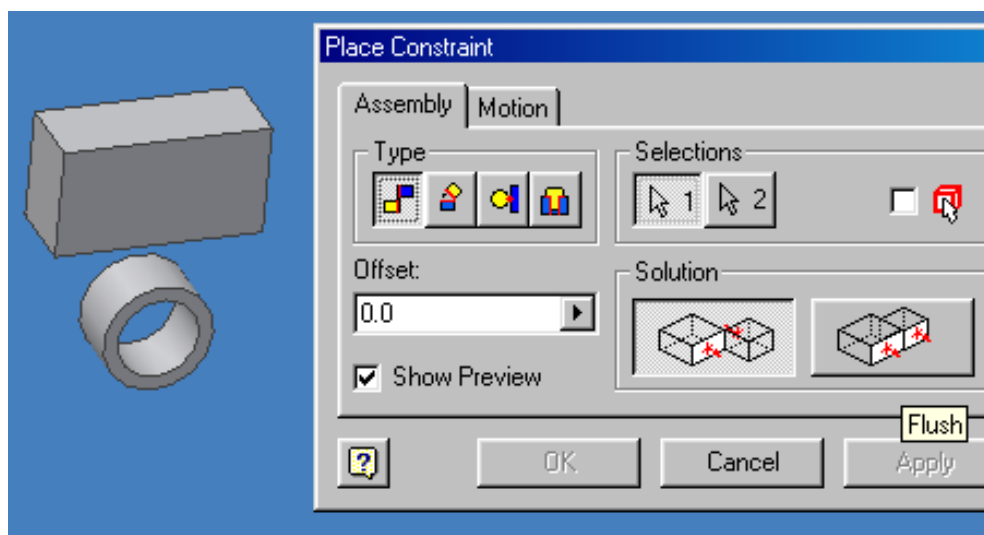 Place Constraint
Assembly Motion
Type Selections
1 2
Offset: Solution
0.0
Show Preview
Flush
? OK Cancel Apply